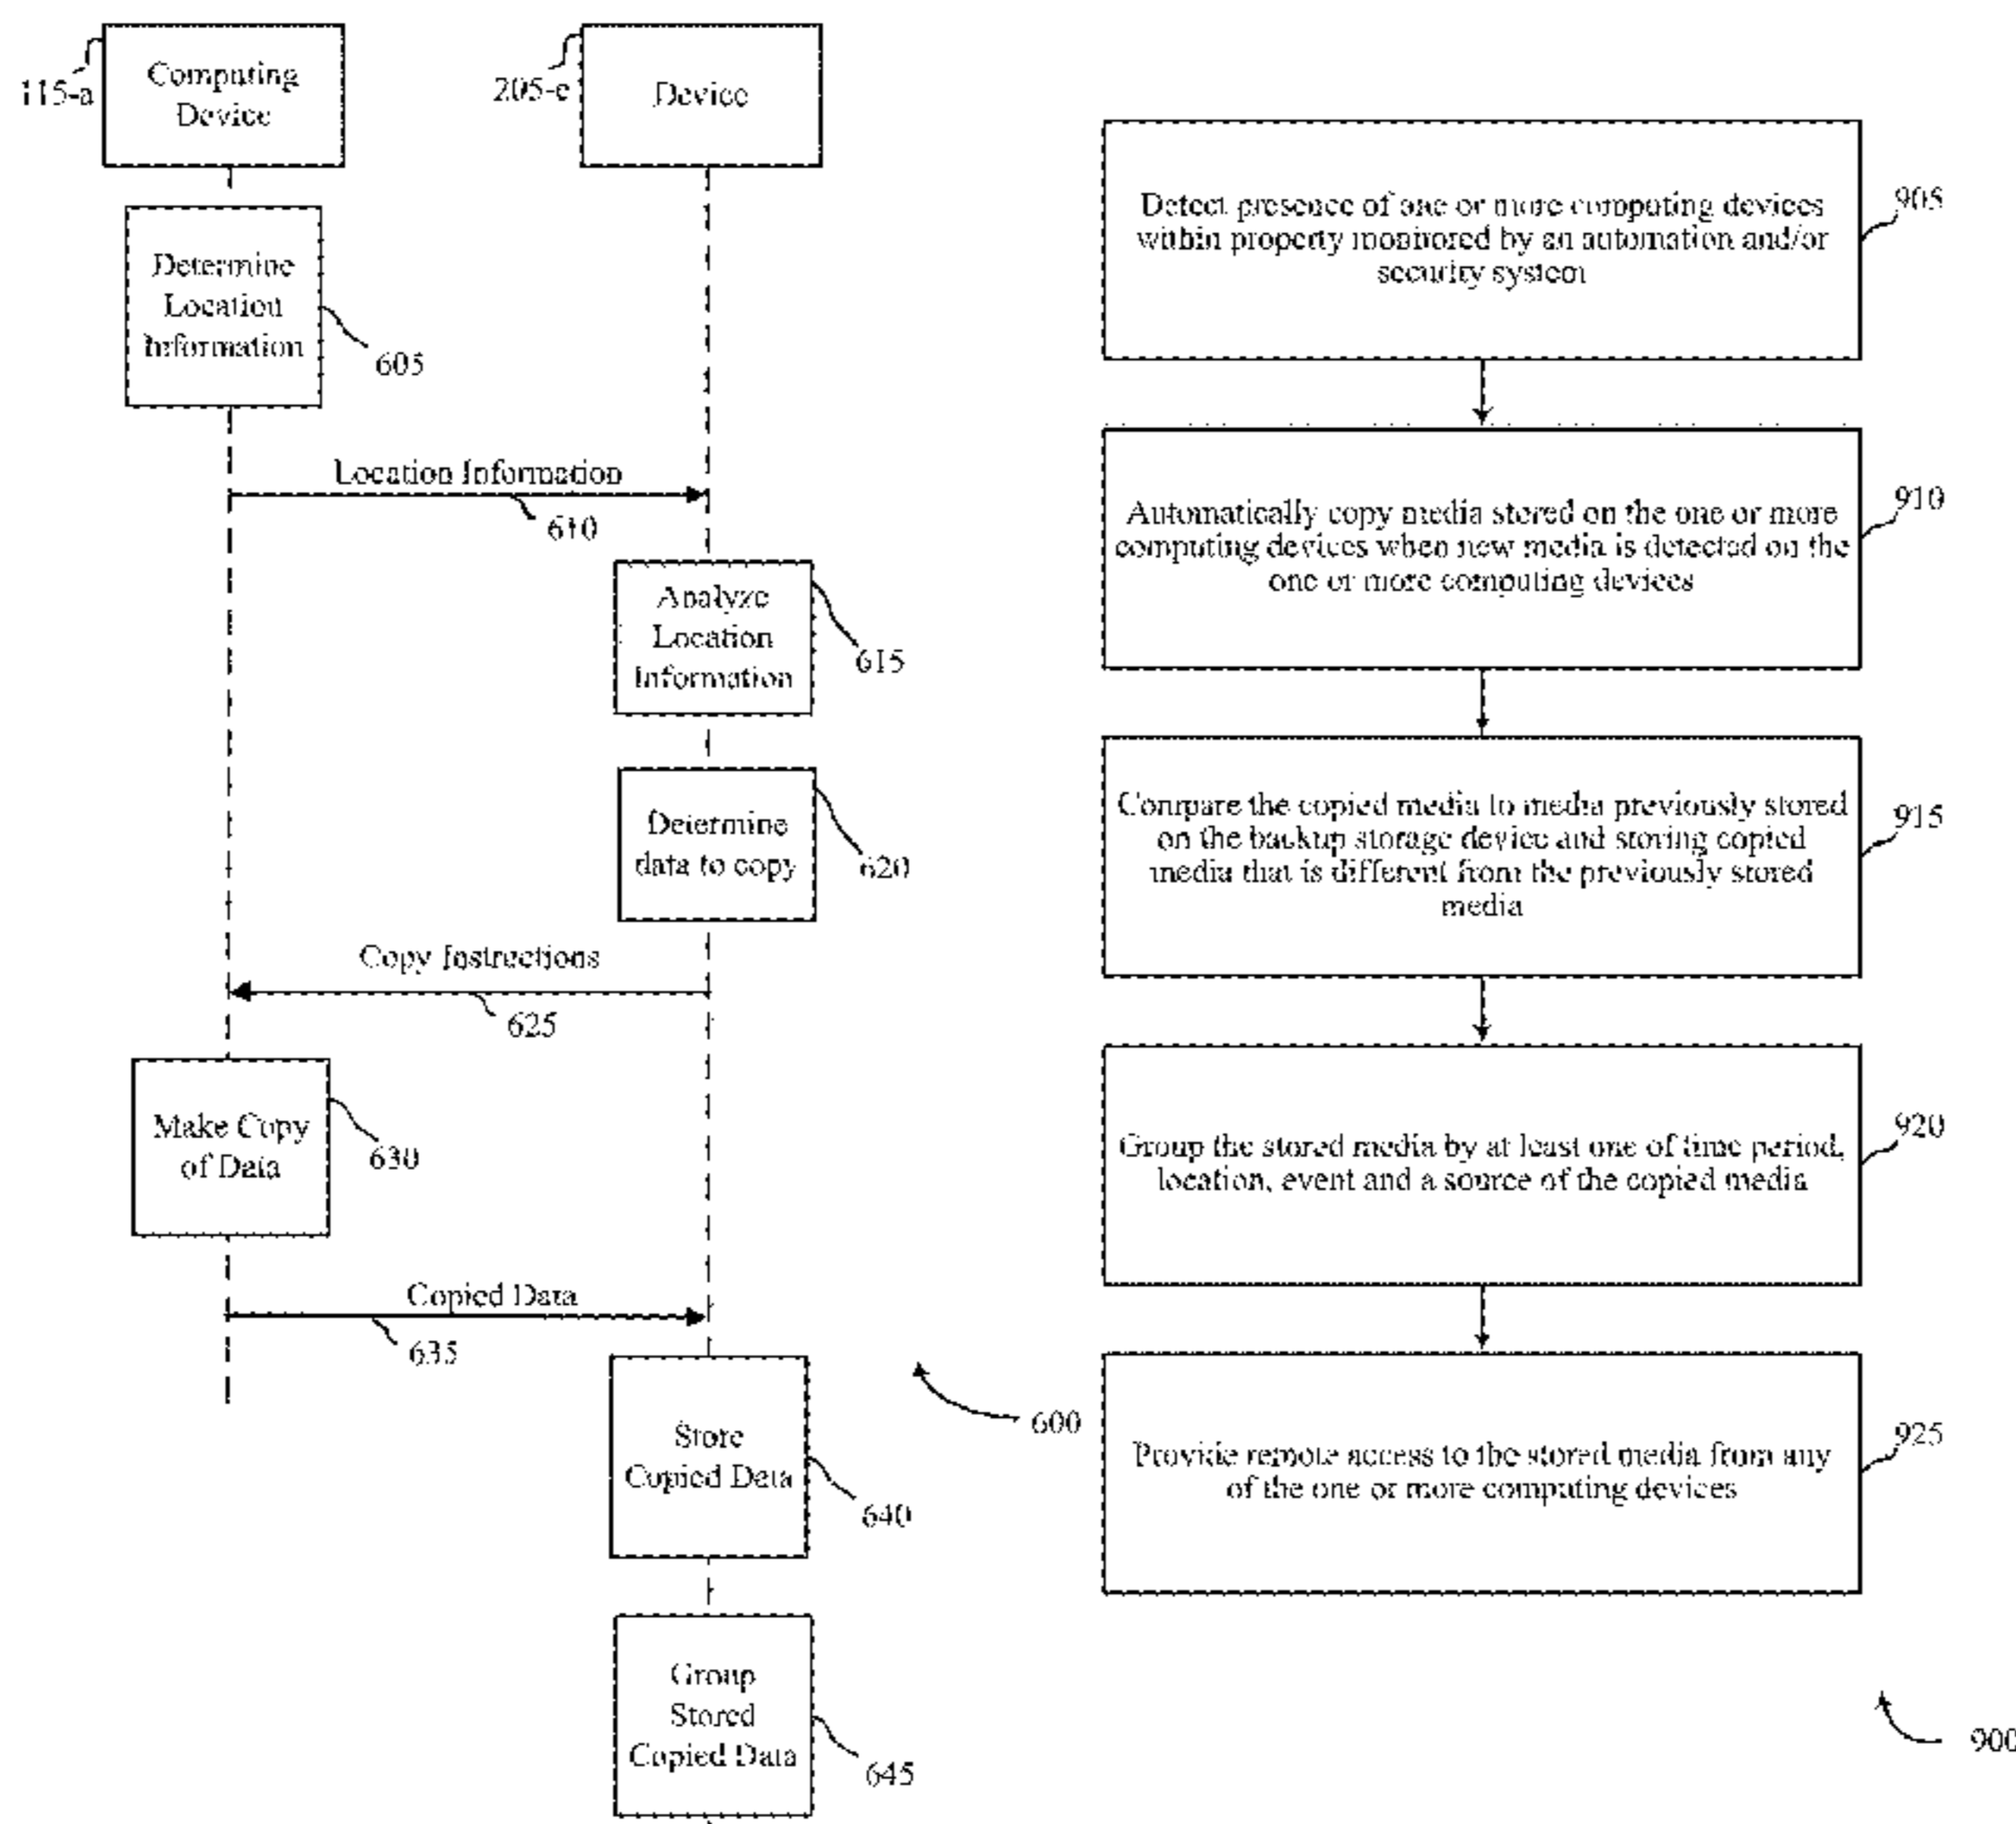 115-a
Computing
Device
205-e
Device
Determine
Location
Information
605
Location Information
610
Analyze
Location
Information
615
Determine
data to copy
620
Copy Instructions
625
Make Copy
of Data
630
Copied Data
635
Store
Copied Data
640
Group
Stored
Copied Data
645
600
Detect presence of one or more computing devices
within property monitored by an automation and/or
security system
905
Automatically copy media stored on the one or more
computing devices when new media is detected on the
one or more computing devices
910
Compare the copied media to media previously stored
on the backup storage device and storing copied
media that is different from the previously stored
media
915
Group the stored media by at least one of time period,
location, event and a source of the copied media
920
Provide remote access to the stored media from any
of the one or more computing devices
925
900